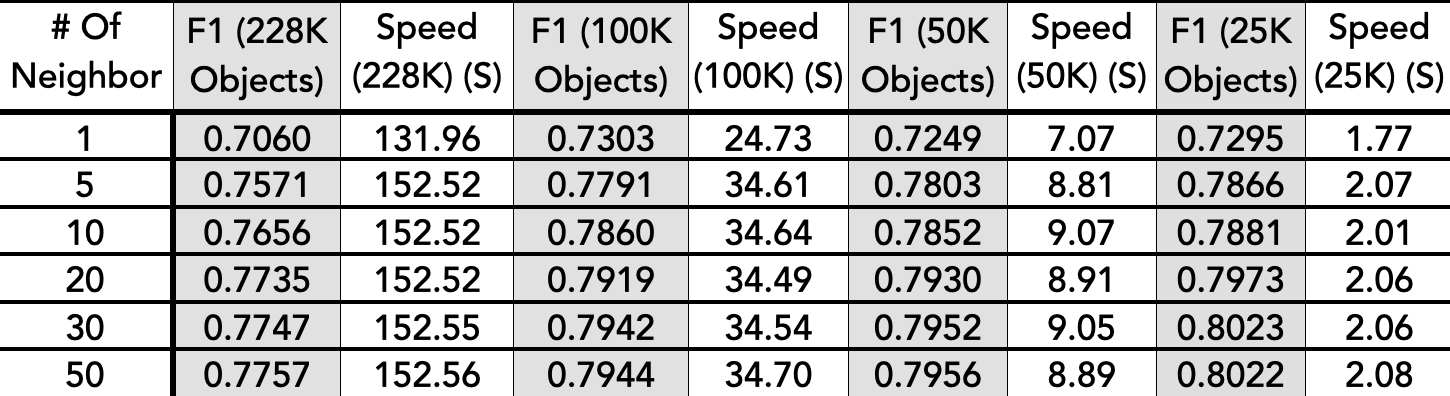 # Of Neighbor F1 (228K Objects) Speed (228K) (S) F1 (100K Objects) Speed (100K) (S) F1 (50K Objects) Speed (50K) (S) F1 (25K Objects) Speed (25K) (S)
1 0.7060 131.96 0.7303 24.73 0.7249 7.07 0.7295 1.77
5 0.7571 152.52 0.7791 34.61 0.7803 8.81 0.7866 2.07
10 0.7656 152.52 0.7860 34.64 0.7852 9.07 0.7881 2.01
20 0.7735 152.52 0.7919 34.49 0.7930 8.91 0.7973 2.06
30 0.7747 152.55 0.7942 34.54 0.7952 9.05 0.8023 2.06
50 0.7757 152.56 0.7944 34.70 0.7956 8.89 0.8022 2.08